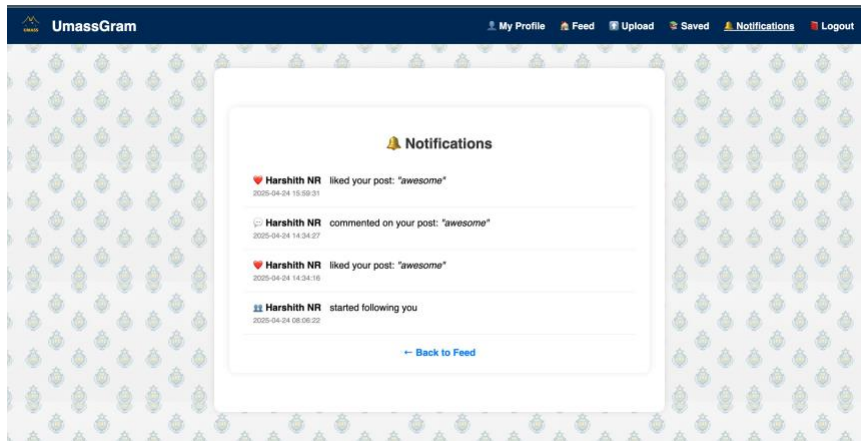 UMASS
UmassGram
My Profile
Feed
Upload
Saved
Notifications
Logout
Notifications
Harshith NR liked your post: "awesome"
2025-04-24 15:59:31
Harshith NR commented on your post: "awesome"
2025-04-24 14:34:27
Harshith NR liked your post: "awesome"
2025-04-24 14:34:16
Harshith NR started following you
2025-04-24 08:06:22
← Back to Feed